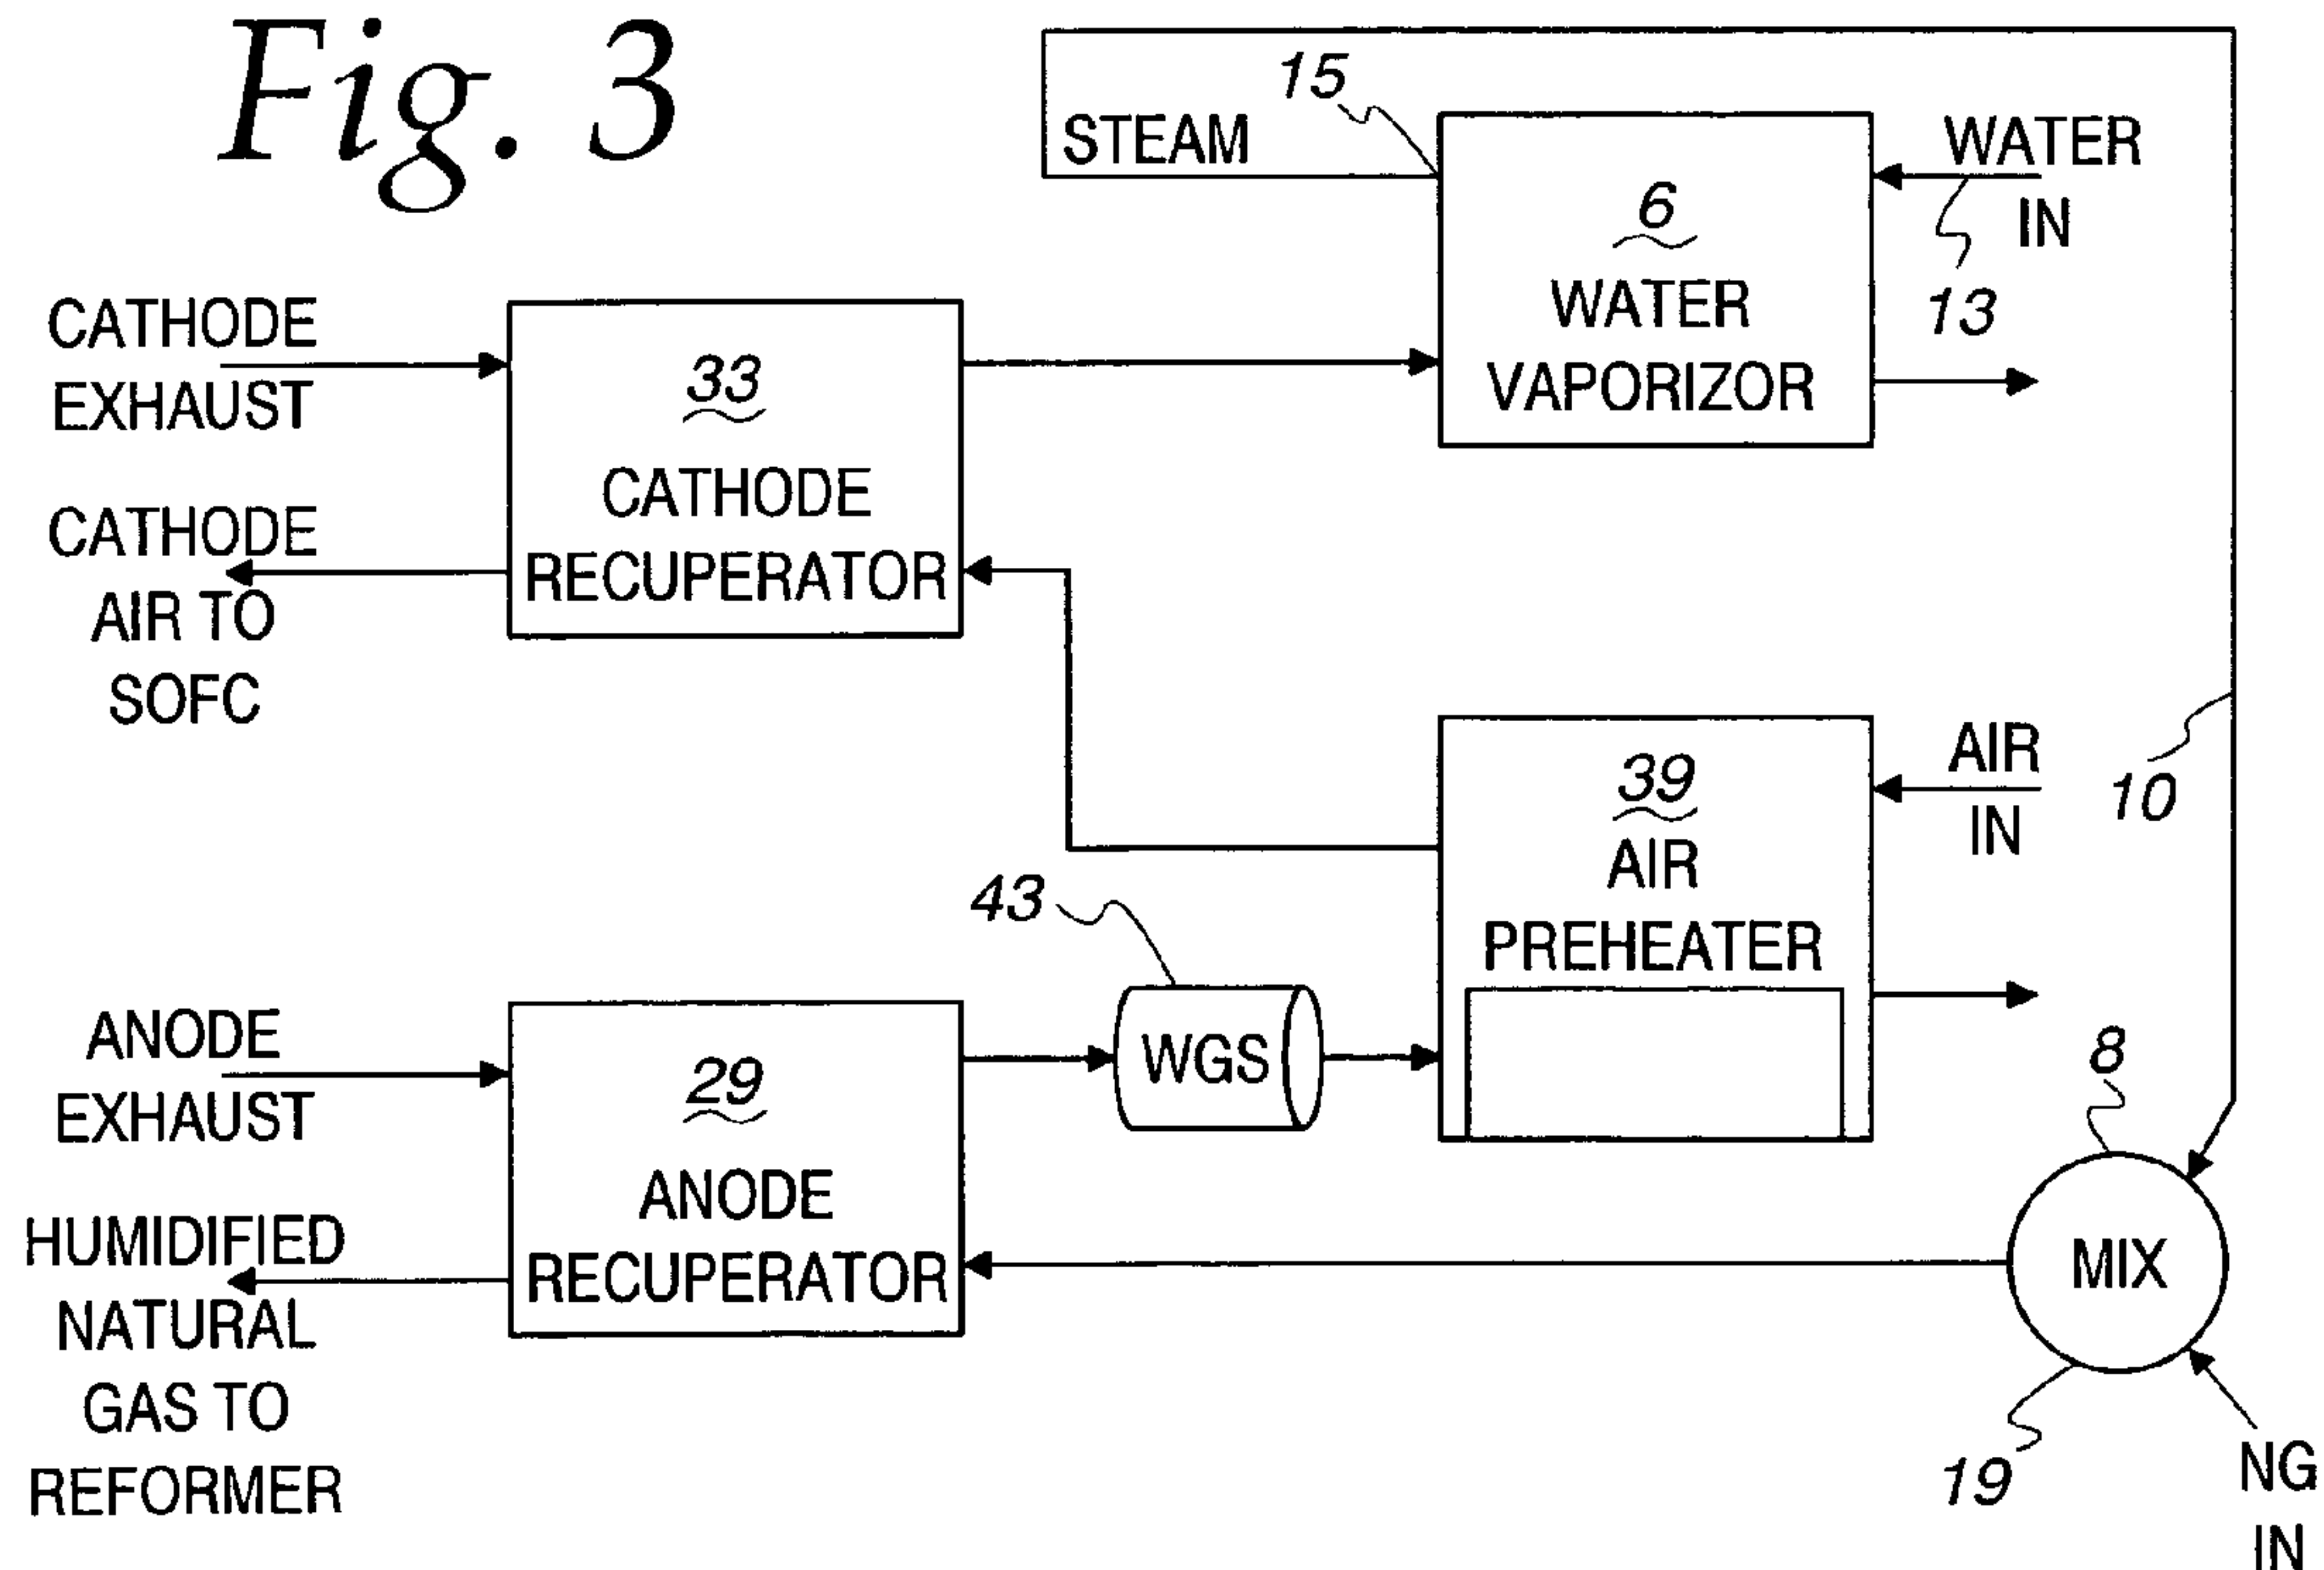 Fig. 3
15
STEAM
WATER
IN
6
WATER
VAPORIZOR
13
CATHODE
EXHAUST
33
CATHODE
RECUPERATOR
CATHODE
AIR TO
SOFC
10
39
AIR
PREHEATER
AIR
IN
43
WGS
ANODE
EXHAUST
29
ANODE
RECUPERATOR
8
MIX
HUMIDIFIED
NATURAL
GAS TO
REFORMER
19
NG
IN